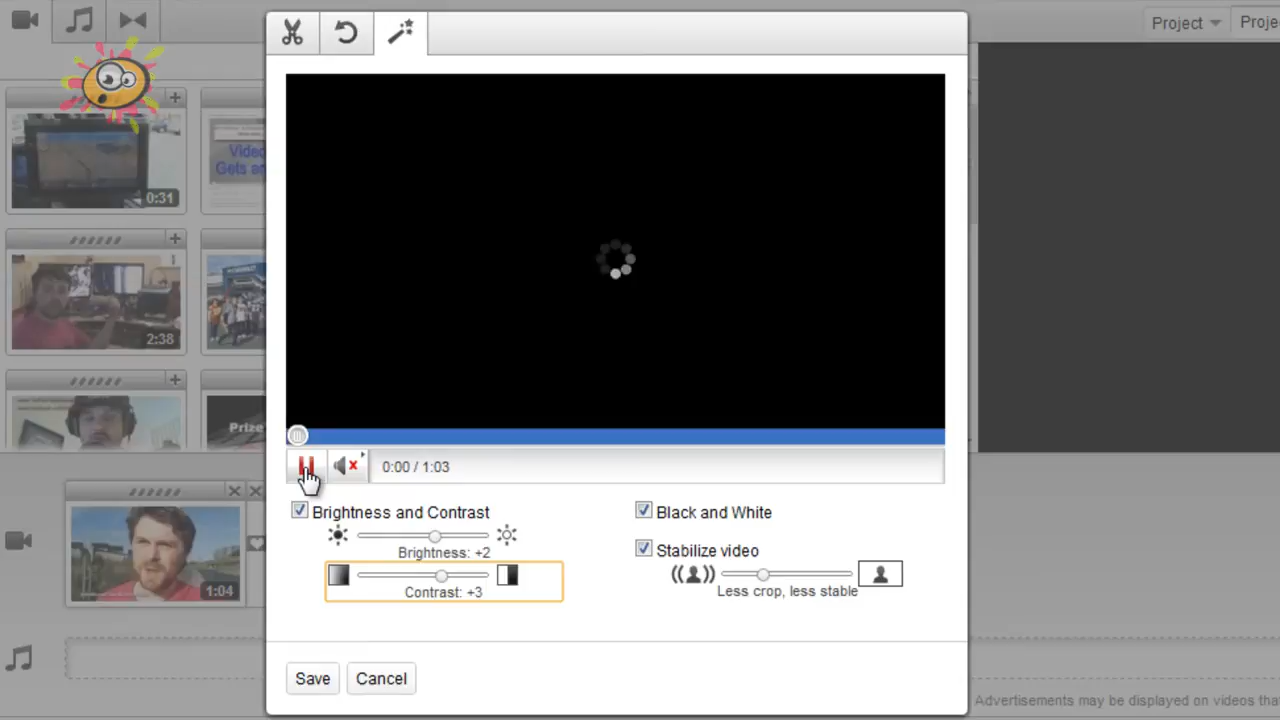 Project
Proje
0:31
Video
Gets an
2:38
Prize
0:00 / 1:03
Brightness and Contrast
Brightness: +2
Contrast: +3
Black and White
Stabilize video
Less crop, less stable
1:04
Save
Cancel
Advertisements may be displayed on videos tha